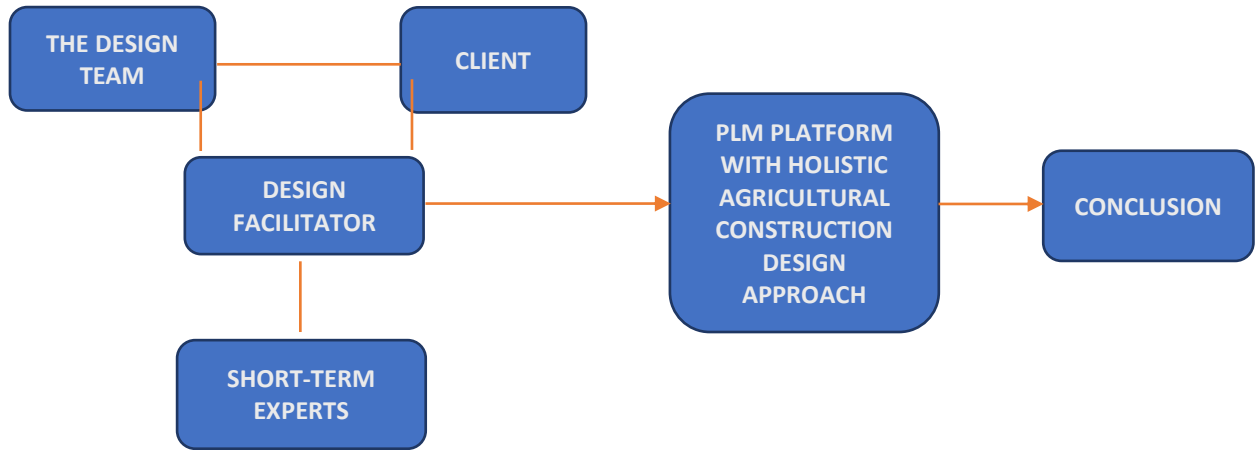 THE DESIGN
TEAM
CLIENT
DESIGN
FACILITATOR
SHORT-TERM
EXPERTS
PLM PLATFORM
WITH HOLISTIC
AGRICULTURAL
CONSTRUCTION
DESIGN
APPROACH
CONCLUSION